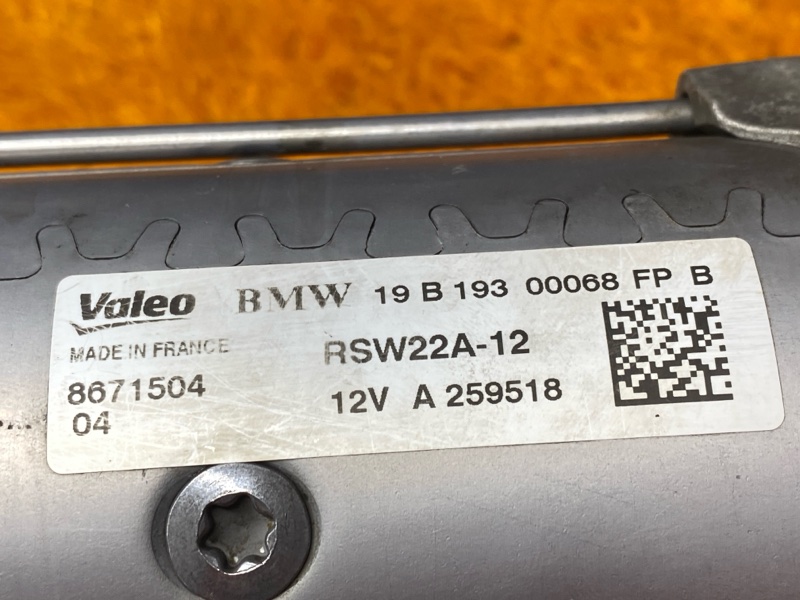 Valeo BMW 19 B 193 00068 FP B
MADE IN FRANCE RSW22A-12
8671504 12V A 259518
04